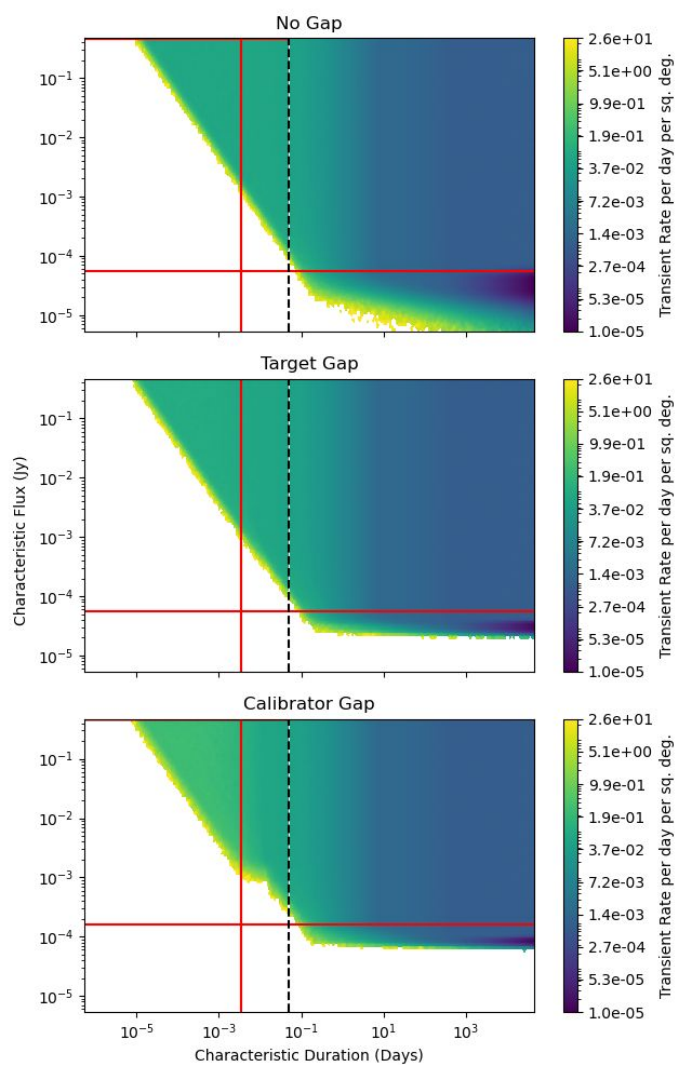 No Gap
10⁻¹
10⁻²
10⁻³
10⁻⁴
10⁻⁵
2.6e+01
5.1e+00
9.9e-01
1.9e-01
3.7e-02
7.2e-03
1.4e-03
2.7e-04
5.3e-05
1.0e-05
Transient Rate per day per sq. deg.
Target Gap
10⁻¹
10⁻²
10⁻³
10⁻⁴
10⁻⁵
Characteristic Flux (Jy)
2.6e+01
5.1e+00
9.9e-01
1.9e-01
3.7e-02
7.2e-03
1.4e-03
2.7e-04
5.3e-05
1.0e-05
Transient Rate per day per sq. deg.
Calibrator Gap
10⁻¹
10⁻²
10⁻³
10⁻⁴
10⁻⁵
10⁻⁵ 10⁻³ 10⁻¹ 10¹ 10³
Characteristic Duration (Days)
2.6e+01
5.1e+00
9.9e-01
1.9e-01
3.7e-02
7.2e-03
1.4e-03
2.7e-04
5.3e-05
1.0e-05
Transient Rate per day per sq. deg.